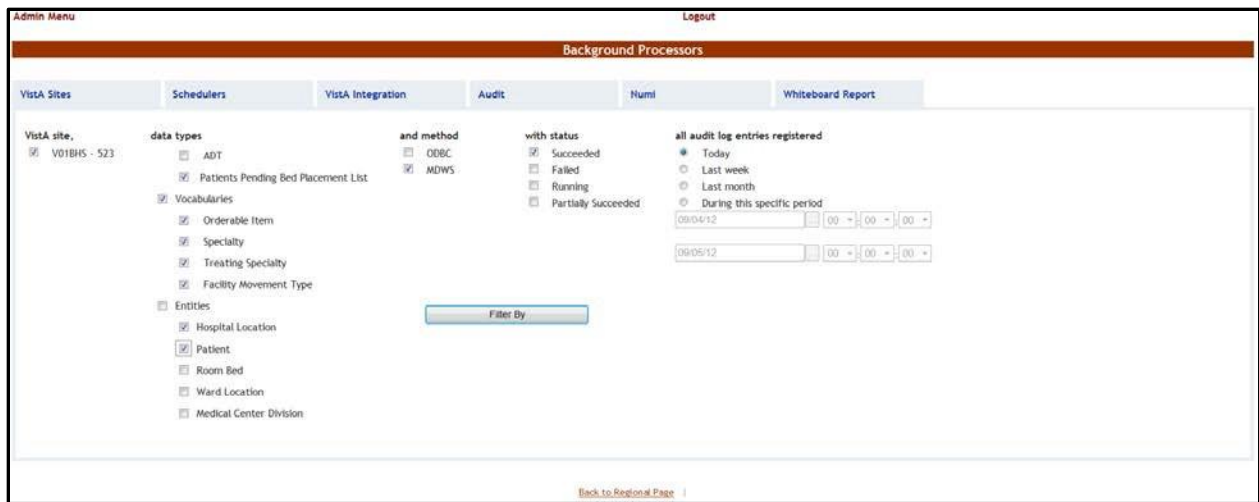 Admin Menu Logout
Background Processors
VistA Sites Schedulers VistA Integration Audit Numi Whiteboard Report
VistA site, data types and method with status all audit log entries registered
V01BHS - 523 ADT ODBC Succeeded Today
Patients Pending Bed Placement List MDWS Failed Last week
Vocabularies Running Last month
Orderable Item Partially Succeeded During this specific period
09/04/12 00 : 00 : 00
Specialty
09/05/12 00 : 00 : 00
Treating Specialty
Facility Movement Type
Entities
Filter By
Hospital Location
Patient
Room Bed
Ward Location
Medical Center Division
Back to Regional Page |